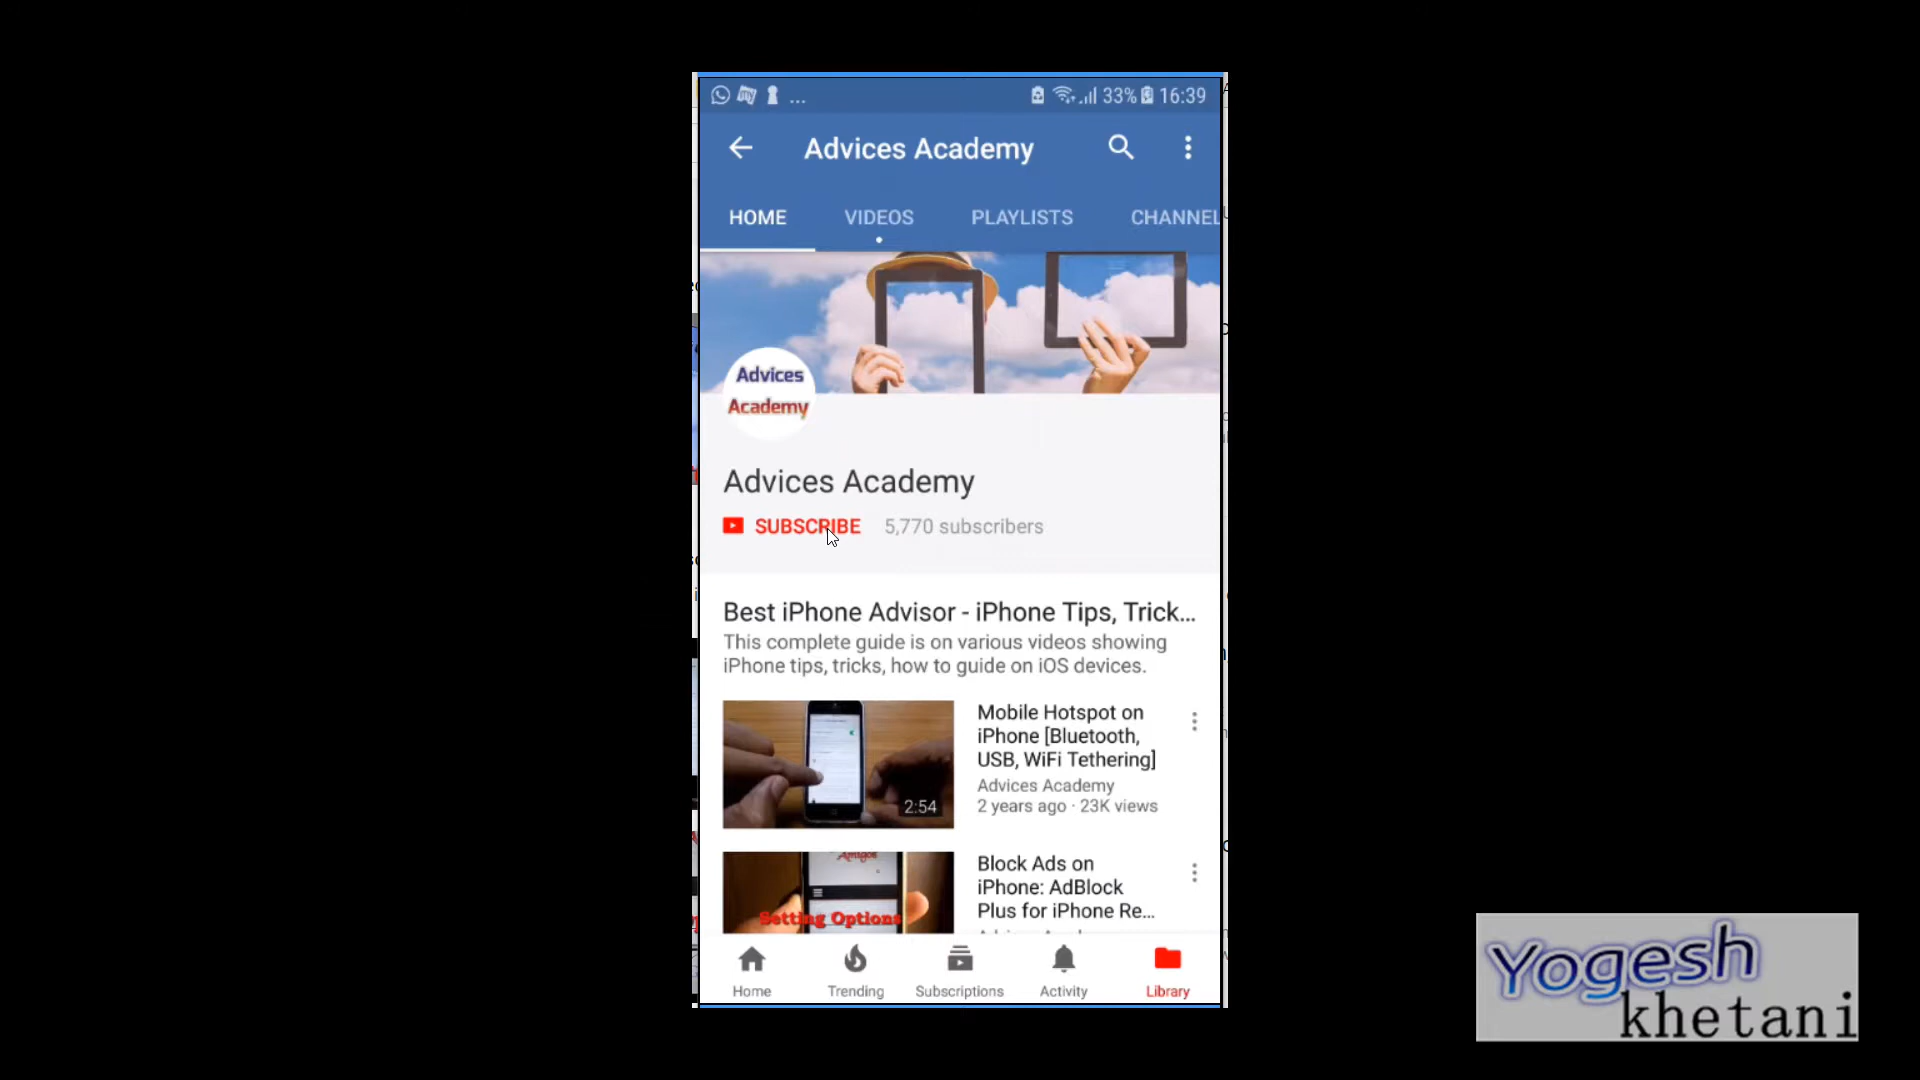 ... 33% 16:39
Advices Academy
HOME VIDEOS PLAYLISTS CHANNEL
Advices
Academy
Advices Academy
SUBSCRIBE 5,770 subscribers
Best iPhone Advisor - iPhone Tips, Trick...
This complete guide is on various videos showing
iPhone tips, tricks, how to guide on iOS devices.
2:54
Mobile Hotspot on
iPhone [Bluetooth,
USB, WiFi Tethering]
Advices Academy
2 years ago · 23K views
Amigos
Setting Options
Block Ads on
iPhone: AdBlock
Plus for iPhone Re...
Home Trending Subscriptions Activity Library
Yogesh
khetani